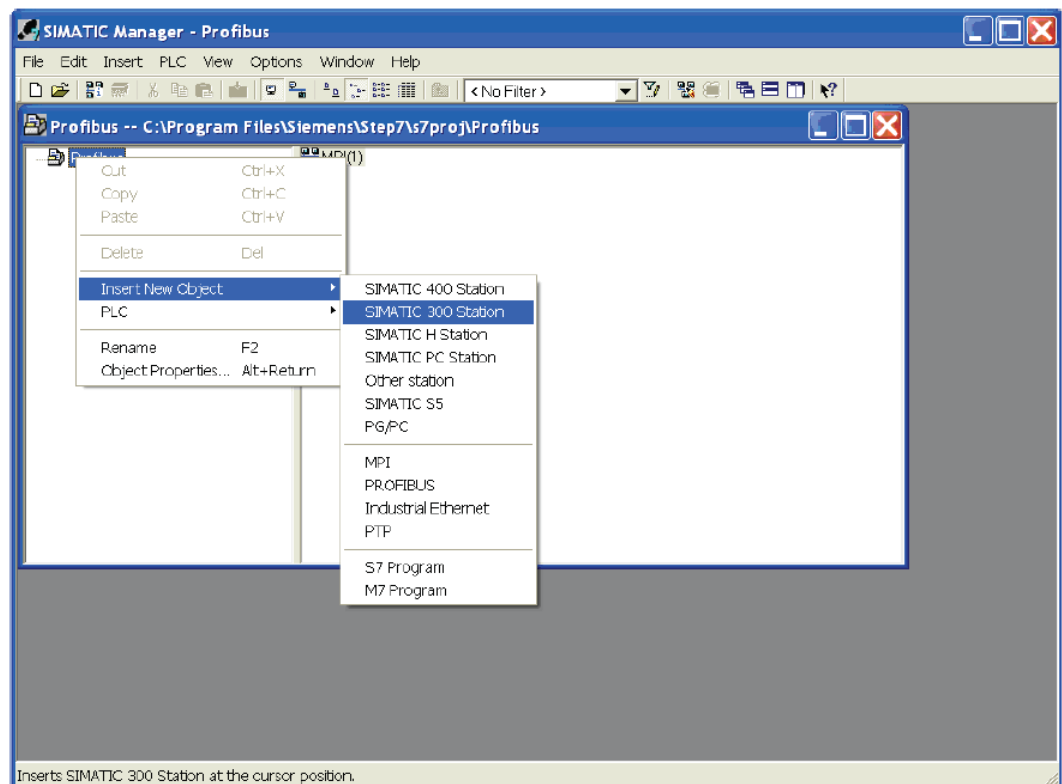 SIMATIC Manager - Profibus
File Edit Insert PLC View Options Window Help
< No Filter >
Profibus -- C:\Program Files\Siemens\Step7\s7proj\Profibus
Profibus
MPI(1)
Cut Ctrl+X
Copy Ctrl+C
Paste Ctrl+V
Delete Del
Insert New Object
PLC
Rename F2
Object Properties... Alt+Return
SIMATIC 400 Station
SIMATIC 300 Station
SIMATIC H Station
SIMATIC PC Station
Other station
SIMATIC S5
PG/PC
MPI
PROFIBUS
Industrial Ethernet
PTP
S7 Program
M7 Program
Inserts SIMATIC 300 Station at the cursor position.